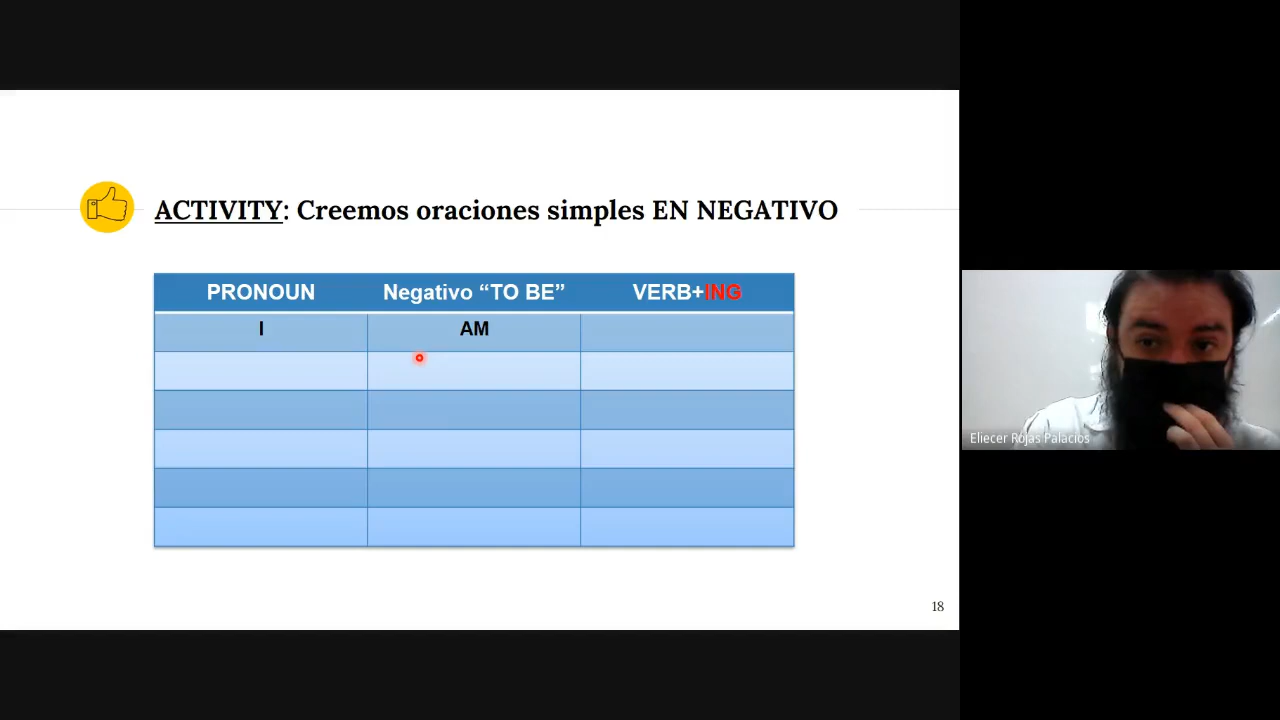 ACTIVITY: Creemos oraciones simples EN NEGATIVO
PRONOUN Negativo “TO BE” VERB+ING
I AM
18
Eliecer Rojas Palacios